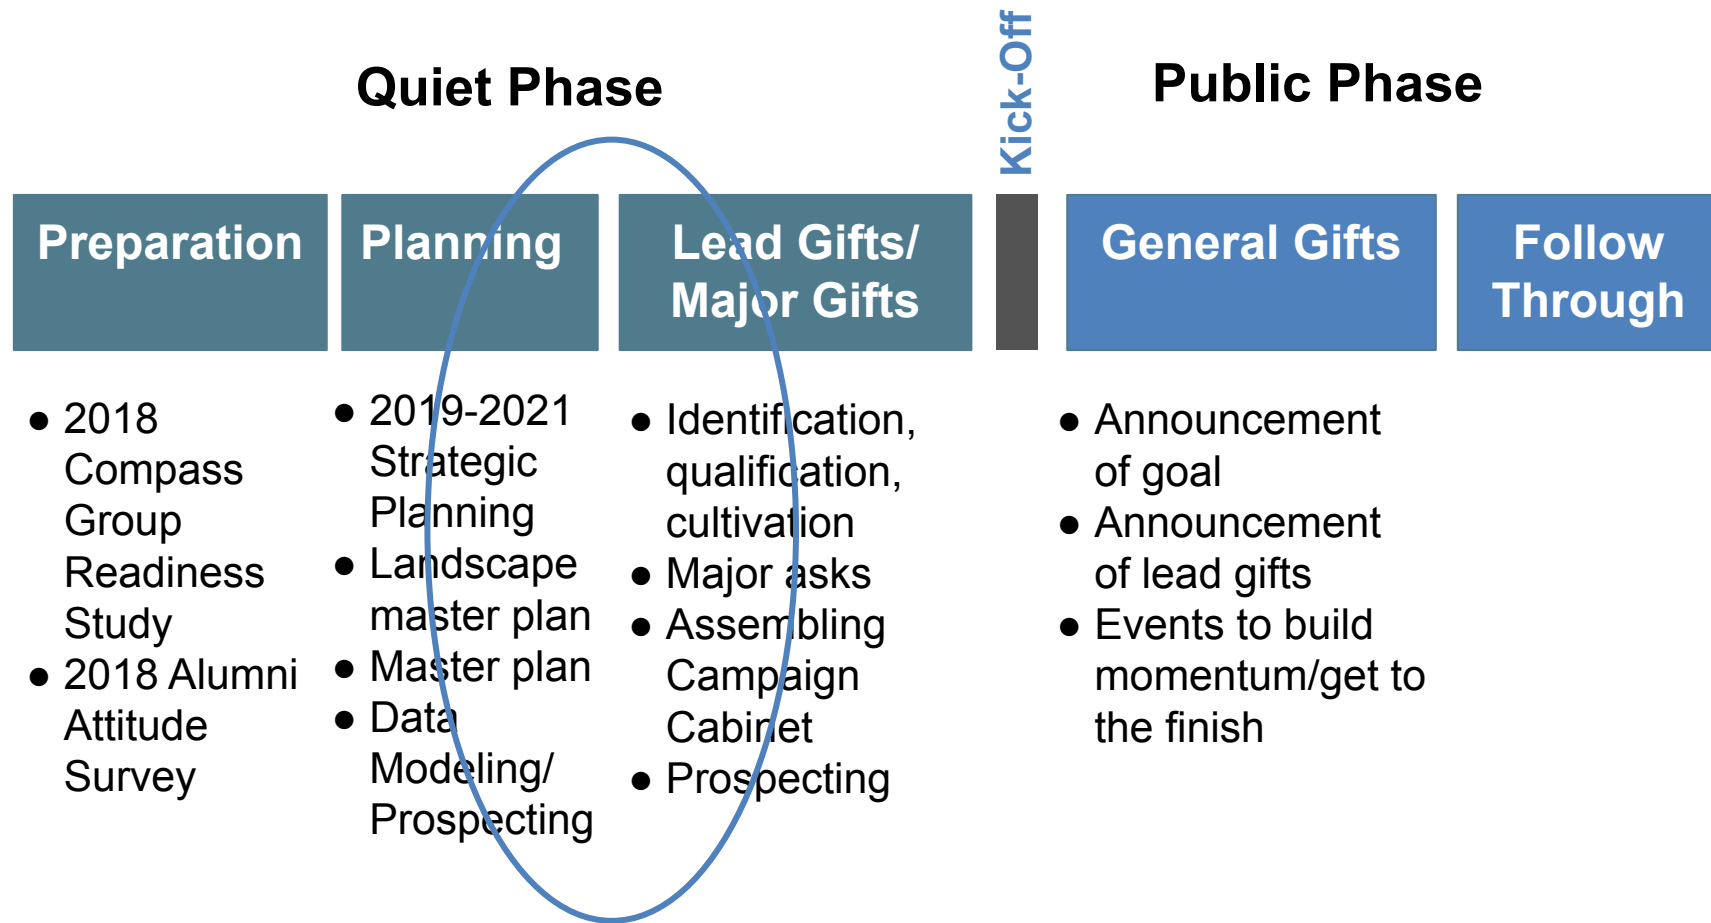 Quiet Phase
Kick-Off
Public Phase
Preparation
Planning
Lead Gifts/
Major Gifts
General Gifts
Follow
Through
● 2018
Compass
Group
Readiness
Study
● 2018 Alumni
Attitude
Survey
● 2019-2021
Strategic
Planning
● Landscape
master plan
● Master plan
● Data
Modeling/
Prospecting
● Identification,
qualification,
cultivation
● Major asks
● Assembling
Campaign
Cabinet
● Prospecting
● Announcement
of goal
● Announcement
of lead gifts
● Events to build
momentum/get to
the finish